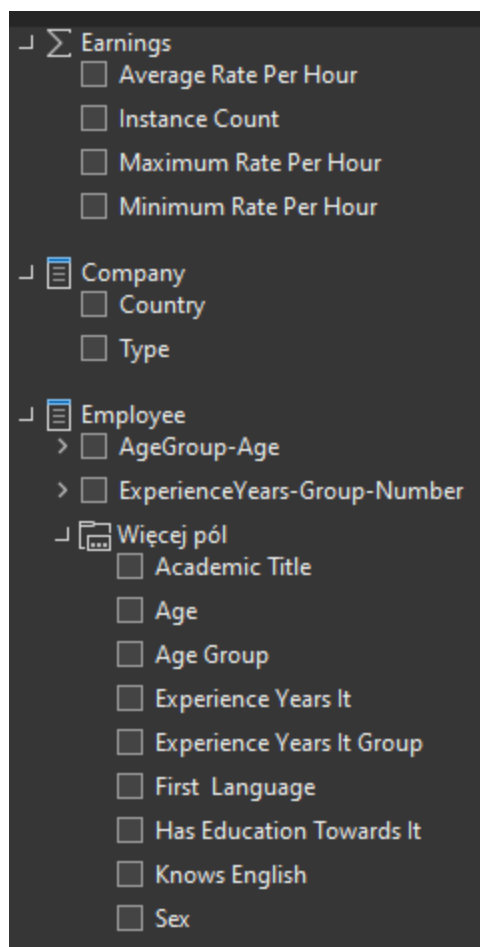 Earnings
Average Rate Per Hour
Instance Count
Maximum Rate Per Hour
Minimum Rate Per Hour
Company
Country
Type
Employee
AgeGroup-Age
ExperienceYears-Group-Number
Więcej pól
Academic Title
Age
Age Group
Experience Years It
Experience Years It Group
First  Language
Has Education Towards It
Knows English
Sex